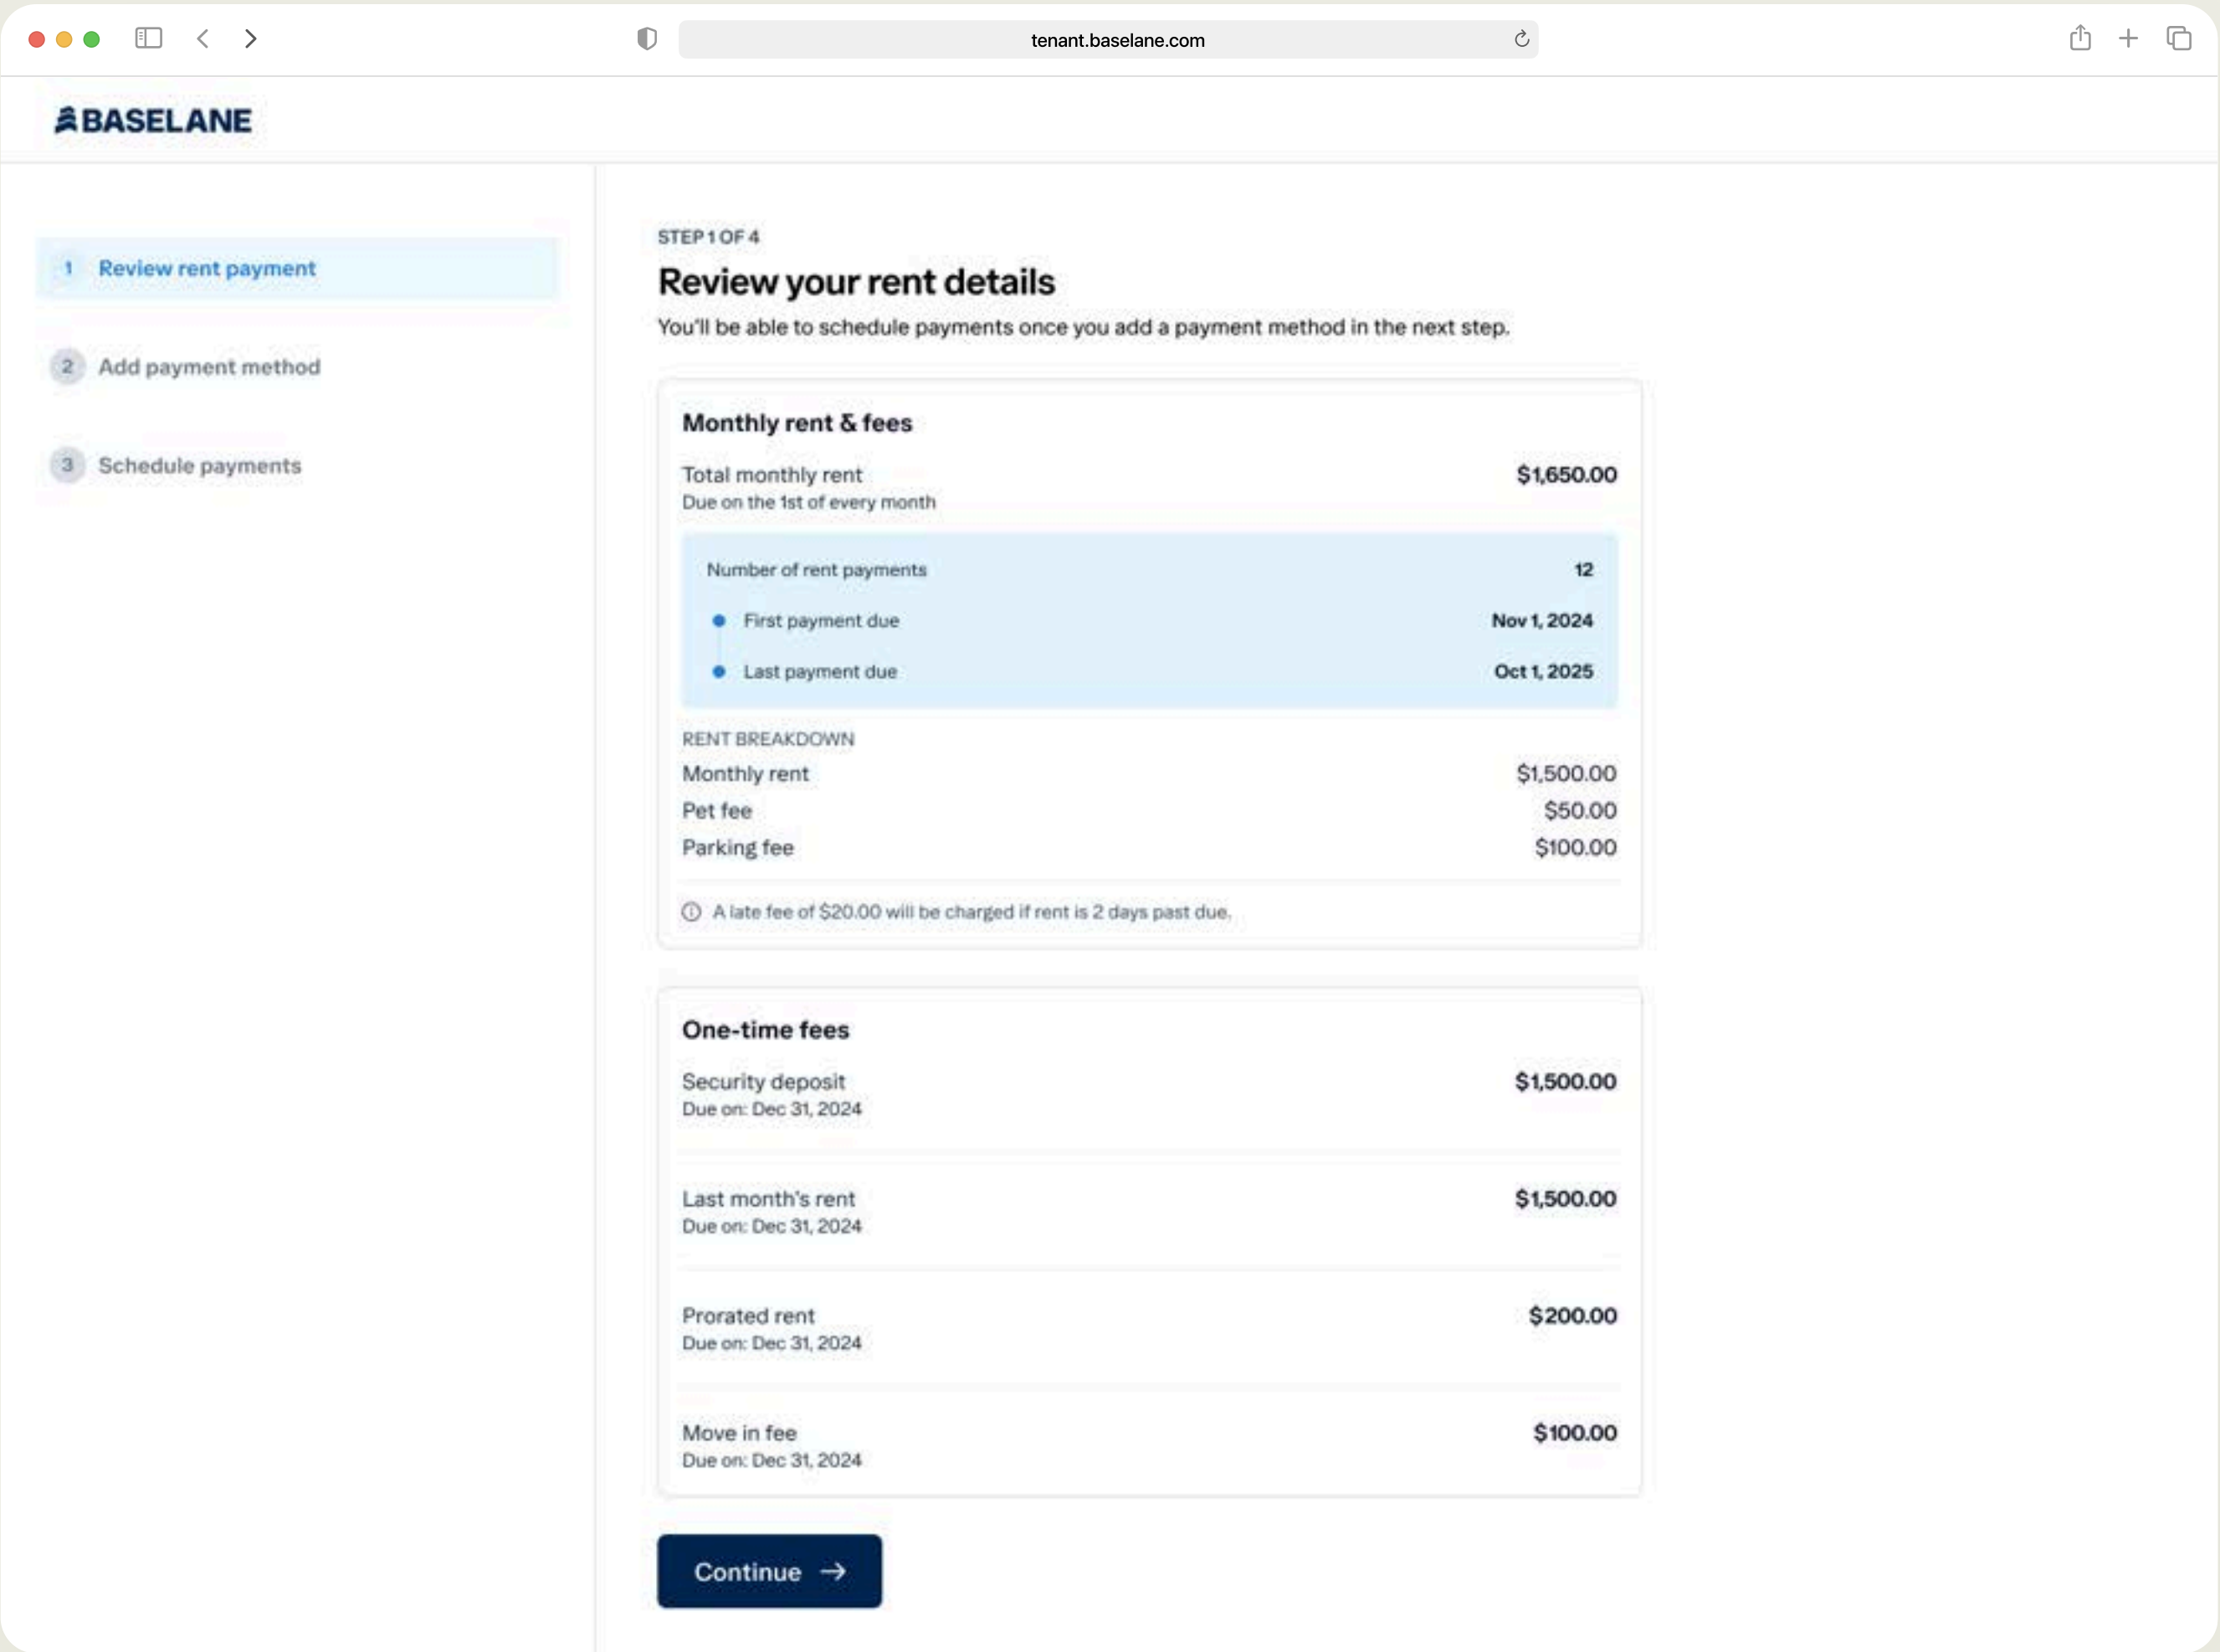 tenant.baselane.com
BASELANE
1 Review rent payment
2 Add payment method
3 Schedule payments
STEP 1 OF 4
Review your rent details
You'll be able to schedule payments once you add a payment method in the next step.
Monthly rent & fees
Total monthly rent $1,650.00
Due on the 1st of every month
Number of rent payments 12
First payment due Nov 1, 2024
Last payment due Oct 1, 2025
RENT BREAKDOWN
Monthly rent $1,500.00
Pet fee $50.00
Parking fee $100.00
A late fee of $20.00 will be charged if rent is 2 days past due.
One-time fees
Security deposit $1,500.00
Due on: Dec 31, 2024
Last month's rent $1,500.00
Due on: Dec 31, 2024
Prorated rent $200.00
Due on: Dec 31, 2024
Move in fee $100.00
Due on: Dec 31, 2024
Continue →